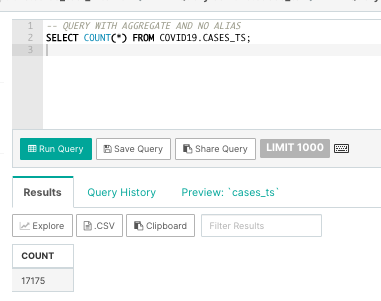 1 -- QUERY WITH AGGREGATE AND NO ALIAS
2 SELECT COUNT(*) FROM COVID19.CASES_TS;
3
Run Query Save Query Share Query LIMIT 1000
Results Query History Preview: `cases_ts`
Explore .CSV Clipboard Filter Results
COUNT
17175